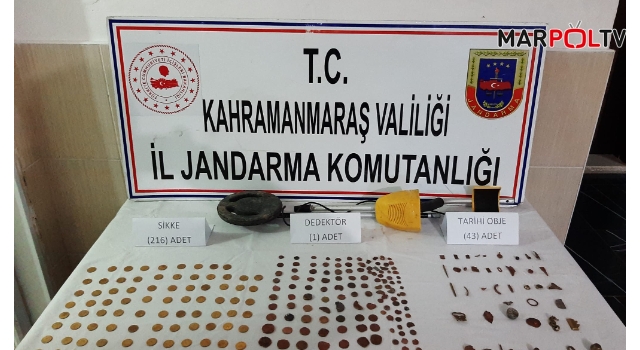 MARPOLTV
T.C.
KAHRAMANMARAŞ VALİLİĞİ
İL JANDARMA KOMUTANLIĞI
JANDARMA
SİKKE
(216) ADET
DEDEKTÖR
(1) ADET
TARİHİ OBJE
(43) ADET